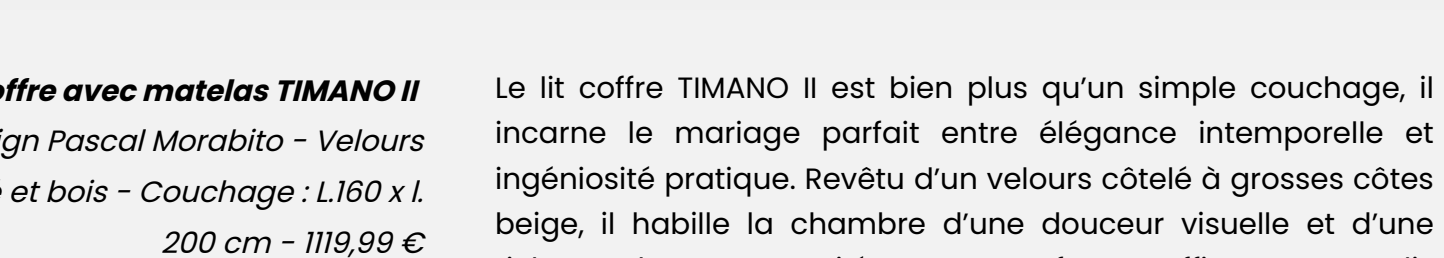 offre avec matelas TIMANO II
ign Pascal Morabito - Velours
et bois - Couchage : L.160 x l.
200 cm - 1119,99 €
Le lit coffre TIMANO II est bien plus qu’un simple couchage, il
incarne le mariage parfait entre élégance intemporelle et
ingéniosité pratique. Revêtu d’un velours côtelé à grosses côtes
beige, il habille la chambre d’une douceur visuelle et d’une